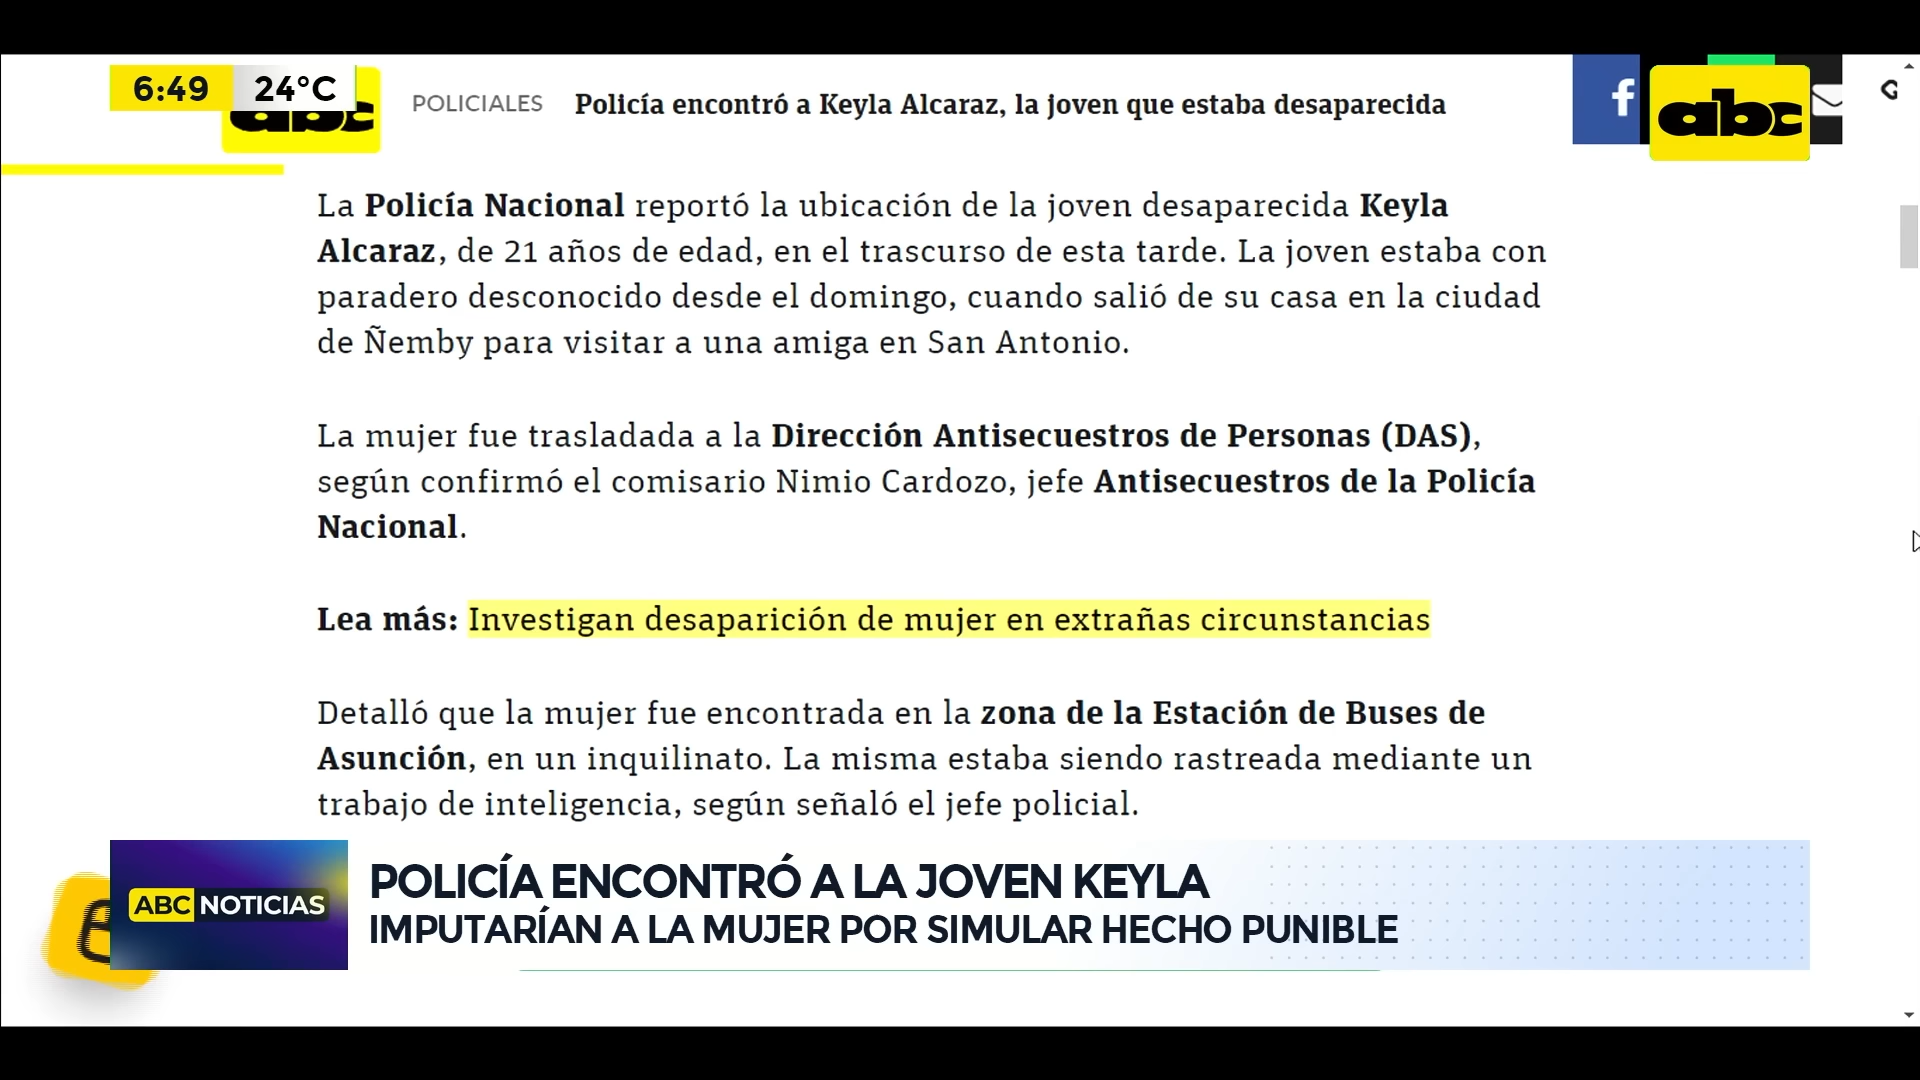 6:49 24°C
abc
POLICIALES Policía encontró a Keyla Alcaraz, la joven que estaba desaparecida
f
abc
La Policía Nacional reportó la ubicación de la joven desaparecida Keyla
Alcaraz, de 21 años de edad, en el trascurso de esta tarde. La joven estaba con
paradero desconocido desde el domingo, cuando salió de su casa en la ciudad
de Ñemby para visitar a una amiga en San Antonio.
La mujer fue trasladada a la Dirección Antisecuestros de Personas (DAS),
según confirmó el comisario Nimio Cardozo, jefe Antisecuestros de la Policía
Nacional.
Lea más: Investigan desaparición de mujer en extrañas circunstancias
Detalló que la mujer fue encontrada en la zona de la Estación de Buses de
Asunción, en un inquilinato. La misma estaba siendo rastreada mediante un
trabajo de inteligencia, según señaló el jefe policial.
ABC NOTICIAS
POLICÍA ENCONTRÓ A LA JOVEN KEYLA
IMPUTARÍAN A LA MUJER POR SIMULAR HECHO PUNIBLE